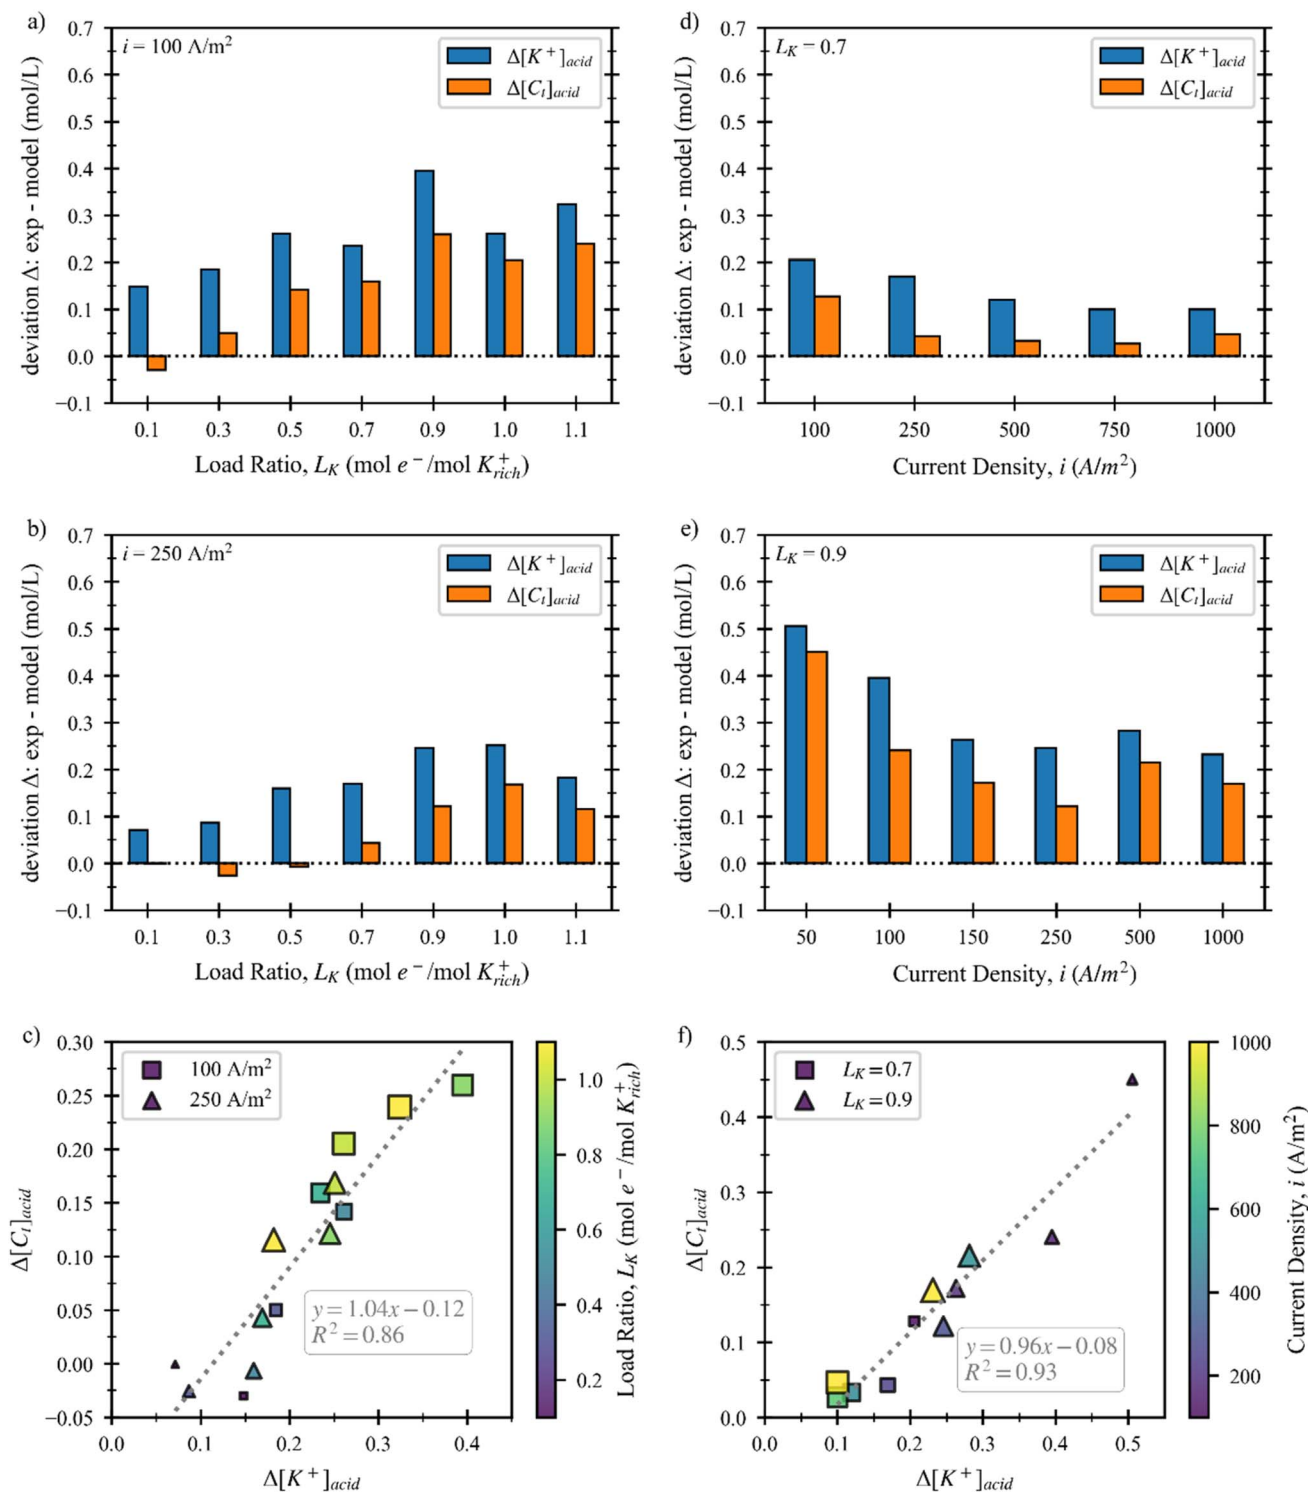 a)
i = 100 A/m²
Δ[K⁺]acid
Δ[Cₜ]acid
deviation Δ: exp - model (mol/L)
0.7
0.6
0.5
0.4
0.3
0.2
0.1
0.0
−0.1
0.1 0.3 0.5 0.7 0.9 1.0 1.1
Load Ratio, L_K (mol e⁻/mol K⁺rich)
d)
L_K = 0.7
Δ[K⁺]acid
Δ[Cₜ]acid
deviation Δ: exp - model (mol/L)
0.7
0.6
0.5
0.4
0.3
0.2
0.1
0.0
−0.1
100 250 500 750 1000
Current Density, i (A/m²)
b)
i = 250 A/m²
Δ[K⁺]acid
Δ[Cₜ]acid
deviation Δ: exp - model (mol/L)
0.7
0.6
0.5
0.4
0.3
0.2
0.1
0.0
−0.1
0.1 0.3 0.5 0.7 0.9 1.0 1.1
Load Ratio, L_K (mol e⁻/mol K⁺rich)
e)
L_K = 0.9
Δ[K⁺]acid
Δ[Cₜ]acid
deviation Δ: exp - model (mol/L)
0.7
0.6
0.5
0.4
0.3
0.2
0.1
0.0
−0.1
50 100 150 250 500 1000
Current Density, i (A/m²)
c)
100 A/m²
250 A/m²
Δ[Cₜ]acid
0.30
0.25
0.20
0.15
0.10
0.05
0.00
−0.05
y = 1.04x − 0.12
R² = 0.86
0.0 0.1 0.2 0.3 0.4
Δ[K⁺]acid
1.0
0.8
0.6
0.4
0.2
Load Ratio, L_K (mol e⁻/mol K⁺rich)
f)
L_K = 0.7
L_K = 0.9
Δ[Cₜ]acid
0.5
0.4
0.3
0.2
0.1
0.0
y = 0.96x − 0.08
R² = 0.93
0.0 0.1 0.2 0.3 0.4 0.5
Δ[K⁺]acid
1000
800
600
400
200
Current Density, i (A/m²)